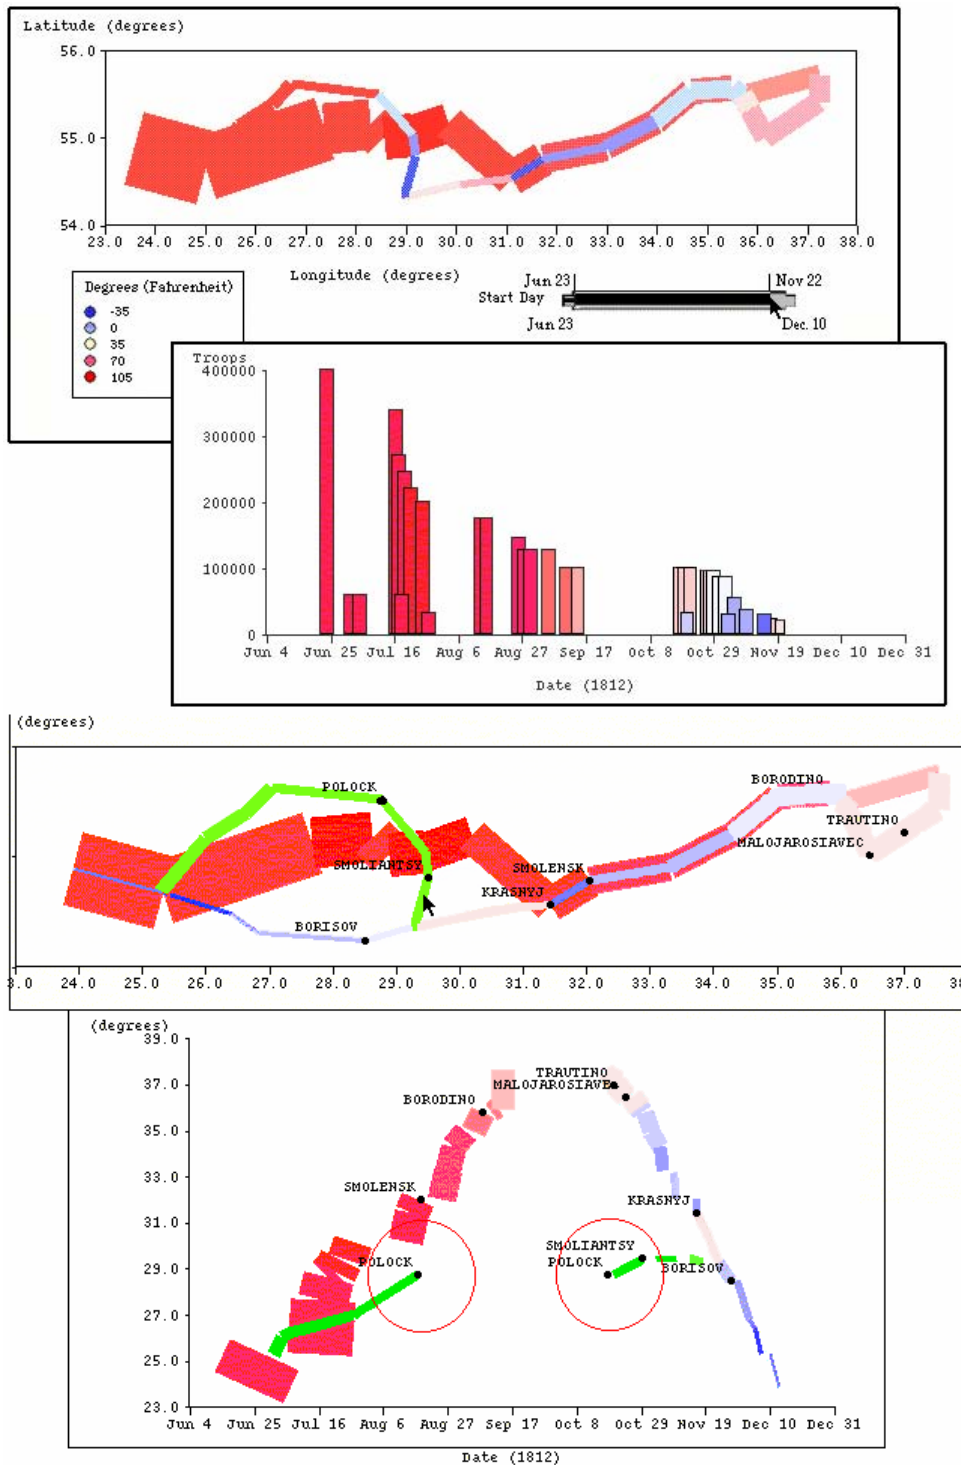 Latitude (degrees)
56.0
55.0
54.0
23.0 24.0 26.0 27.0 28.0 29.0 30.0 31.0 32.0 33.0 34.0 35.0 36.0 37.0 38.0
Longitude (degrees)
Degrees (Fahrenheit)
-35
0
35
70
105
Jun 23 Nov 22
Start Day
Jun 23 Dec. 10
Troops
400000
300000
200000
100000
0
Jun 4 Jun 25 Jul 16 Aug 6 Aug 27 Sep 17 Oct 8 Oct 29 Nov 19 Dec 10 Dec 31
Date (1812)
(degrees)
POLOCK
BORODINO
TRAUTINO
MALOJAROSIAVEC
SMOLIANTSY
SMOLENSK
KRASNYJ
BORISOV
3.0 24.0 25.0 26.0 27.0 28.0 29.0 30.0 31.0 32.0 33.0 34.0 35.0 36.0 37.0 38
(degrees)
39.0
37.0
35.0
33.0
31.0
29.0
27.0
25.0
23.0
TRAUTINO
MALOJAROSIAVE
BORODINO
SMOLENSK
KRASNYJ
SMOLIANTSY
POLOCK
POLOCK
BORISOV
Jun 4 Jun 25 Jul 16 Aug 6 Aug 27 Sep 17 Oct 8 Oct 29 Nov 19 Dec 10 Dec 31
Date (1812)